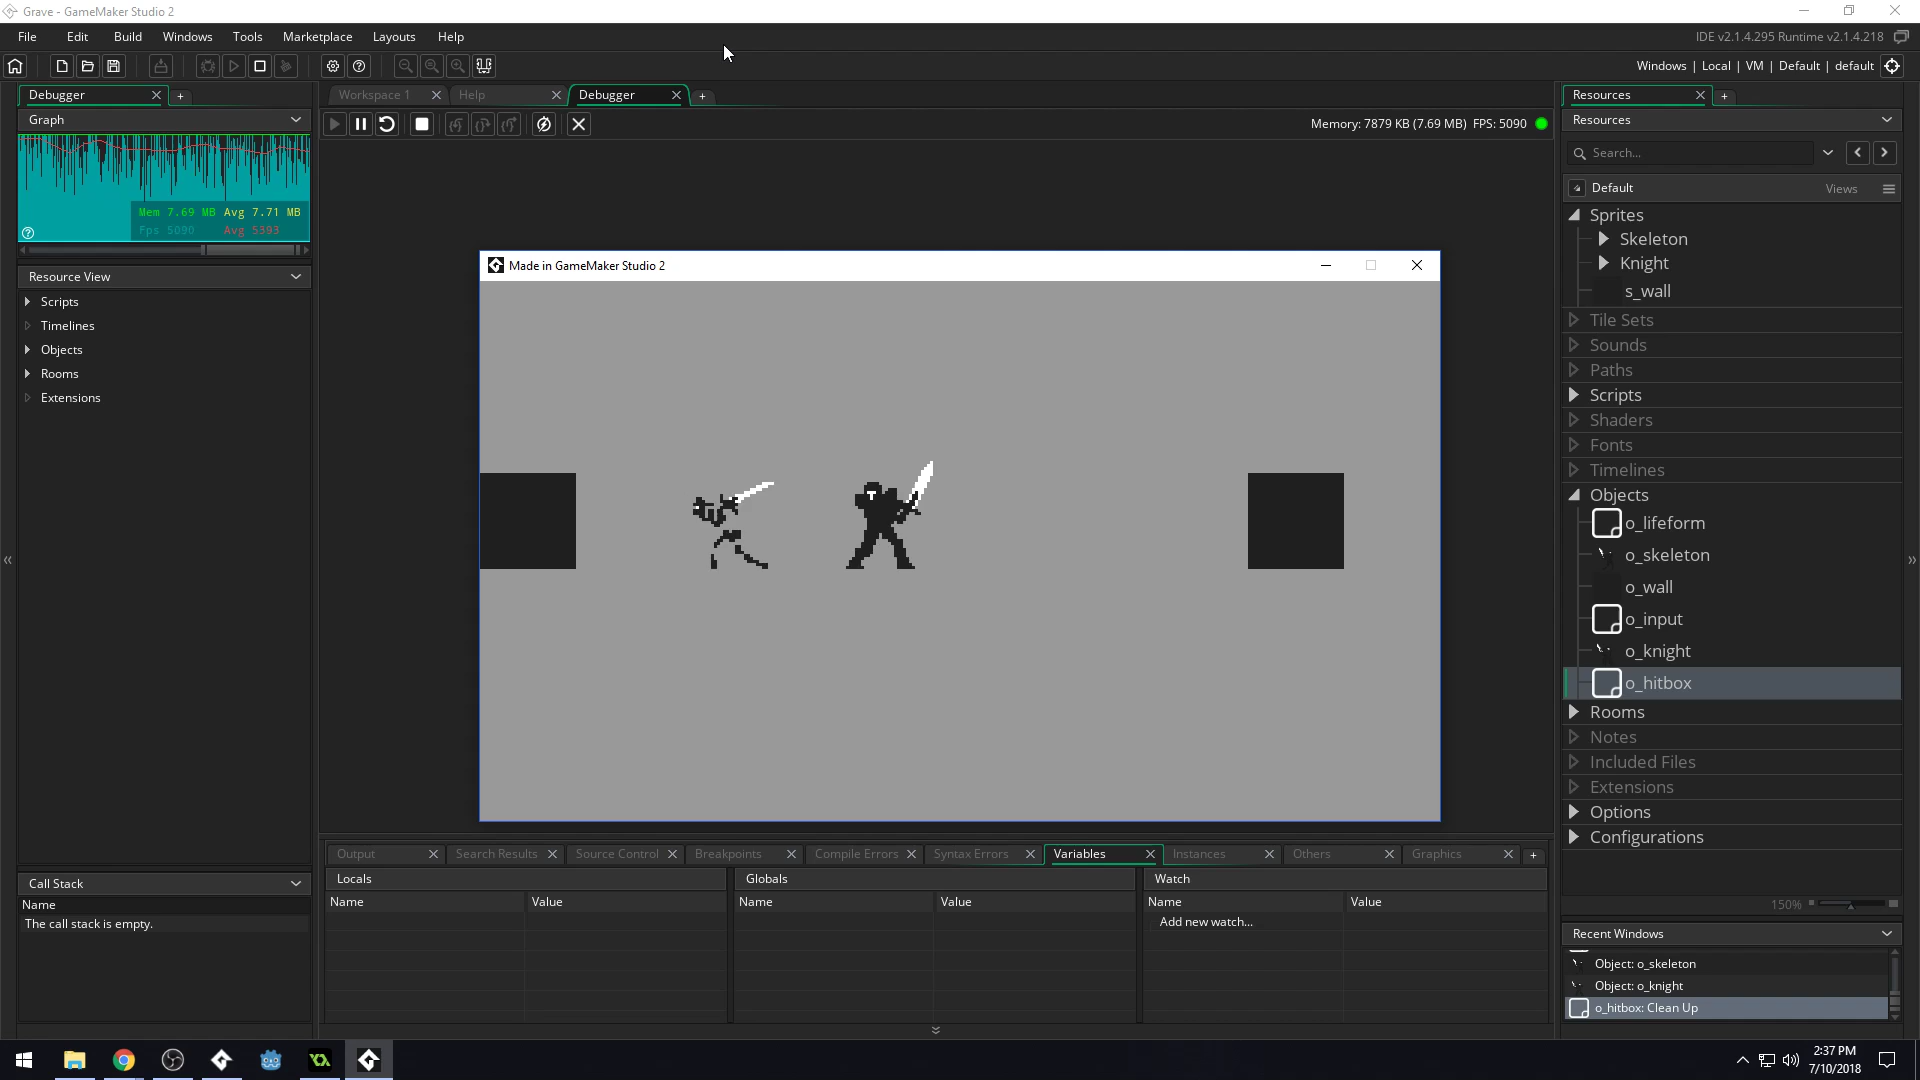 Grave - GameMaker Studio 2
File Edit Build Windows Tools Marketplace Layouts Help
IDE v2.1.4.295 Runtime v2.1.4.218
Windows | Local | VM | Default | default
Debugger
Workspace 1
Help
Debugger
Resources
Graph
Memory: 7879 KB (7.69 MB) FPS: 5090
Resources
Mem 7.69 MB Avg 7.71 MB
Fps 5090 Avg 5393
Search...
Default
Views
Resource View
Scripts
Timelines
Objects
Rooms
Extensions
Made in GameMaker Studio 2
Sprites
Skeleton
Knight
s_wall
Tile Sets
Sounds
Paths
Scripts
Shaders
Fonts
Timelines
Objects
o_lifeform
o_skeleton
o_wall
o_input
o_knight
o_hitbox
Rooms
Notes
Included Files
Extensions
Options
Configurations
150%
Output
Search Results
Source Control
Breakpoints
Compile Errors
Syntax Errors
Variables
Instances
Others
Graphics
Call Stack
Name
The call stack is empty.
Locals
Name Value
Globals
Name Value
Watch
Name Value
Add new watch...
Recent Windows
Object: o_skeleton
Object: o_knight
o_hitbox: Clean Up
2:37 PM
7/10/2018